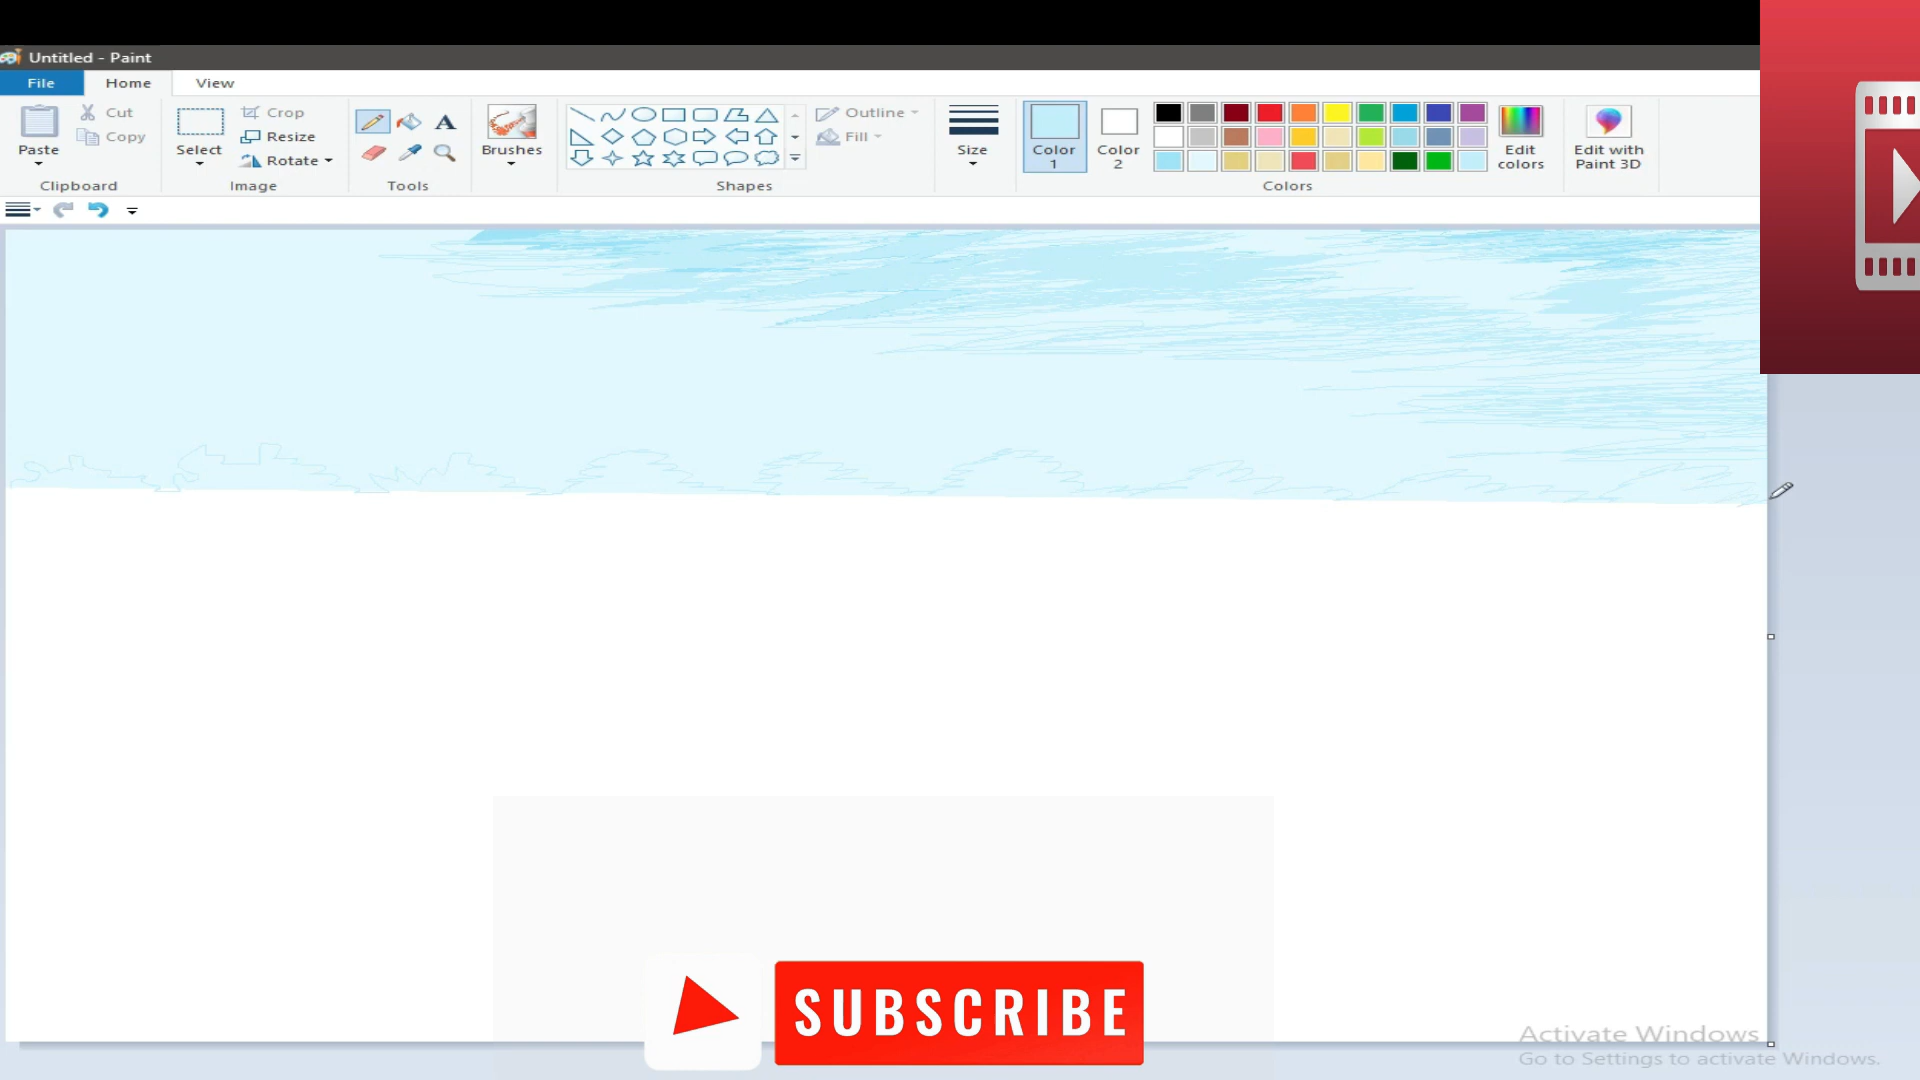 Untitled - Paint
File Home View
Paste
Cut
Copy
Clipboard
Select
Crop
Resize
Rotate
Image
A
Tools
Brushes
Shapes
Outline
Fill
Size
Color 1
Color 2
Colors
Edit colors
Edit with Paint 3D
SUBSCRIBE
Activate Windows
Go to Settings to activate Windows.